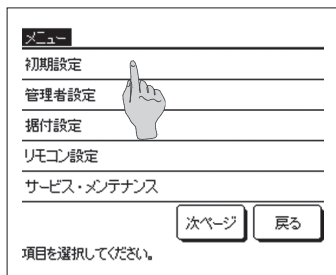 メニュー
初期設定
管理者設定
据付設定
リモコン設定
サービス・メンテナンス
次ページ 戻る
項目を選択してください。